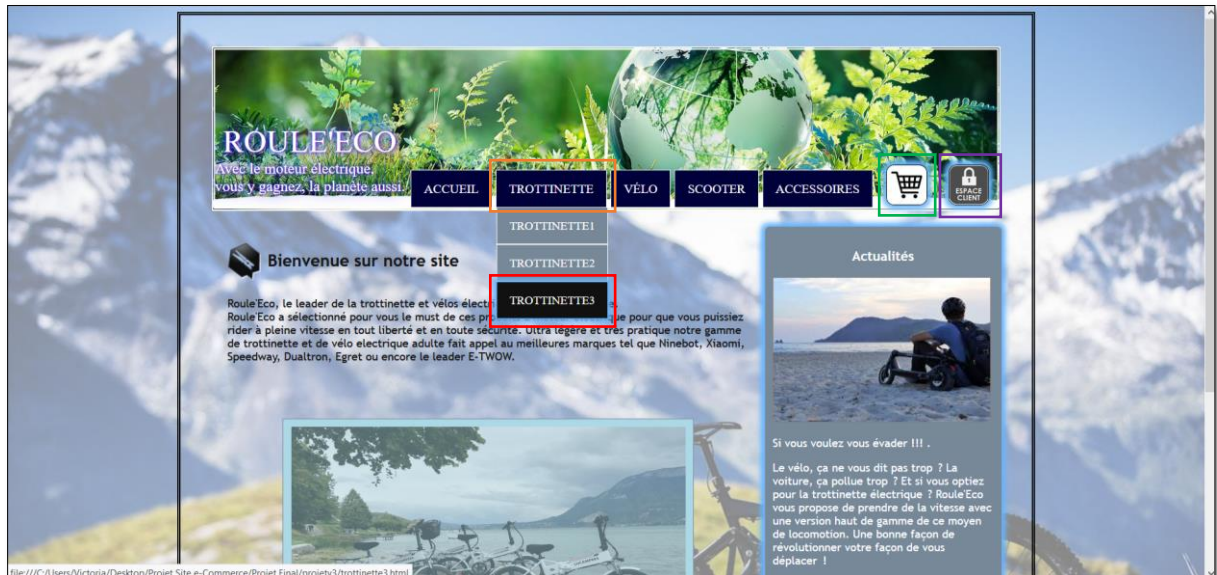 ROULE'ECO
Avec le moteur électrique,
vous y gagnez, la planète aussi.
ACCUEIL
TROTTINETTE
VÉLO
SCOOTER
ACCESSOIRES
ESPACE
CLIENT
TROTTINETTE1
TROTTINETTE2
TROTTINETTE3
Bienvenue sur notre site
Roule'Eco, le leader de la trottinette et vélos élect
Roule'Eco a sélectionné pour vous le must de ces pr que pour que vous puissiez
rider à pleine vitesse en tout liberté et en toute sécurité. Ultra légère et très pratique notre gamme
de trottinette et de vélo electrique adulte fait appel au meilleures marques tel que Ninebot, Xiaomi,
Speedway, Dualtron, Egret ou encore le leader E-TWOW.
Actualités
Si vous voulez vous évader !!! .
Le vélo, ça ne vous dit pas trop ? La
voiture, ça pollue trop ? Et si vous optiez
pour la trottinette électrique ? Roule'Eco
vous propose de prendre de la vitesse avec
une version haut de gamme de ce moyen
de locomotion. Une bonne façon de
révolutionner votre façon de vous
déplacer !
file:///C:/Users/Victoria/Desktop/Projet Site e-Commerce/Projet Final/projetv3/trottinette3.html